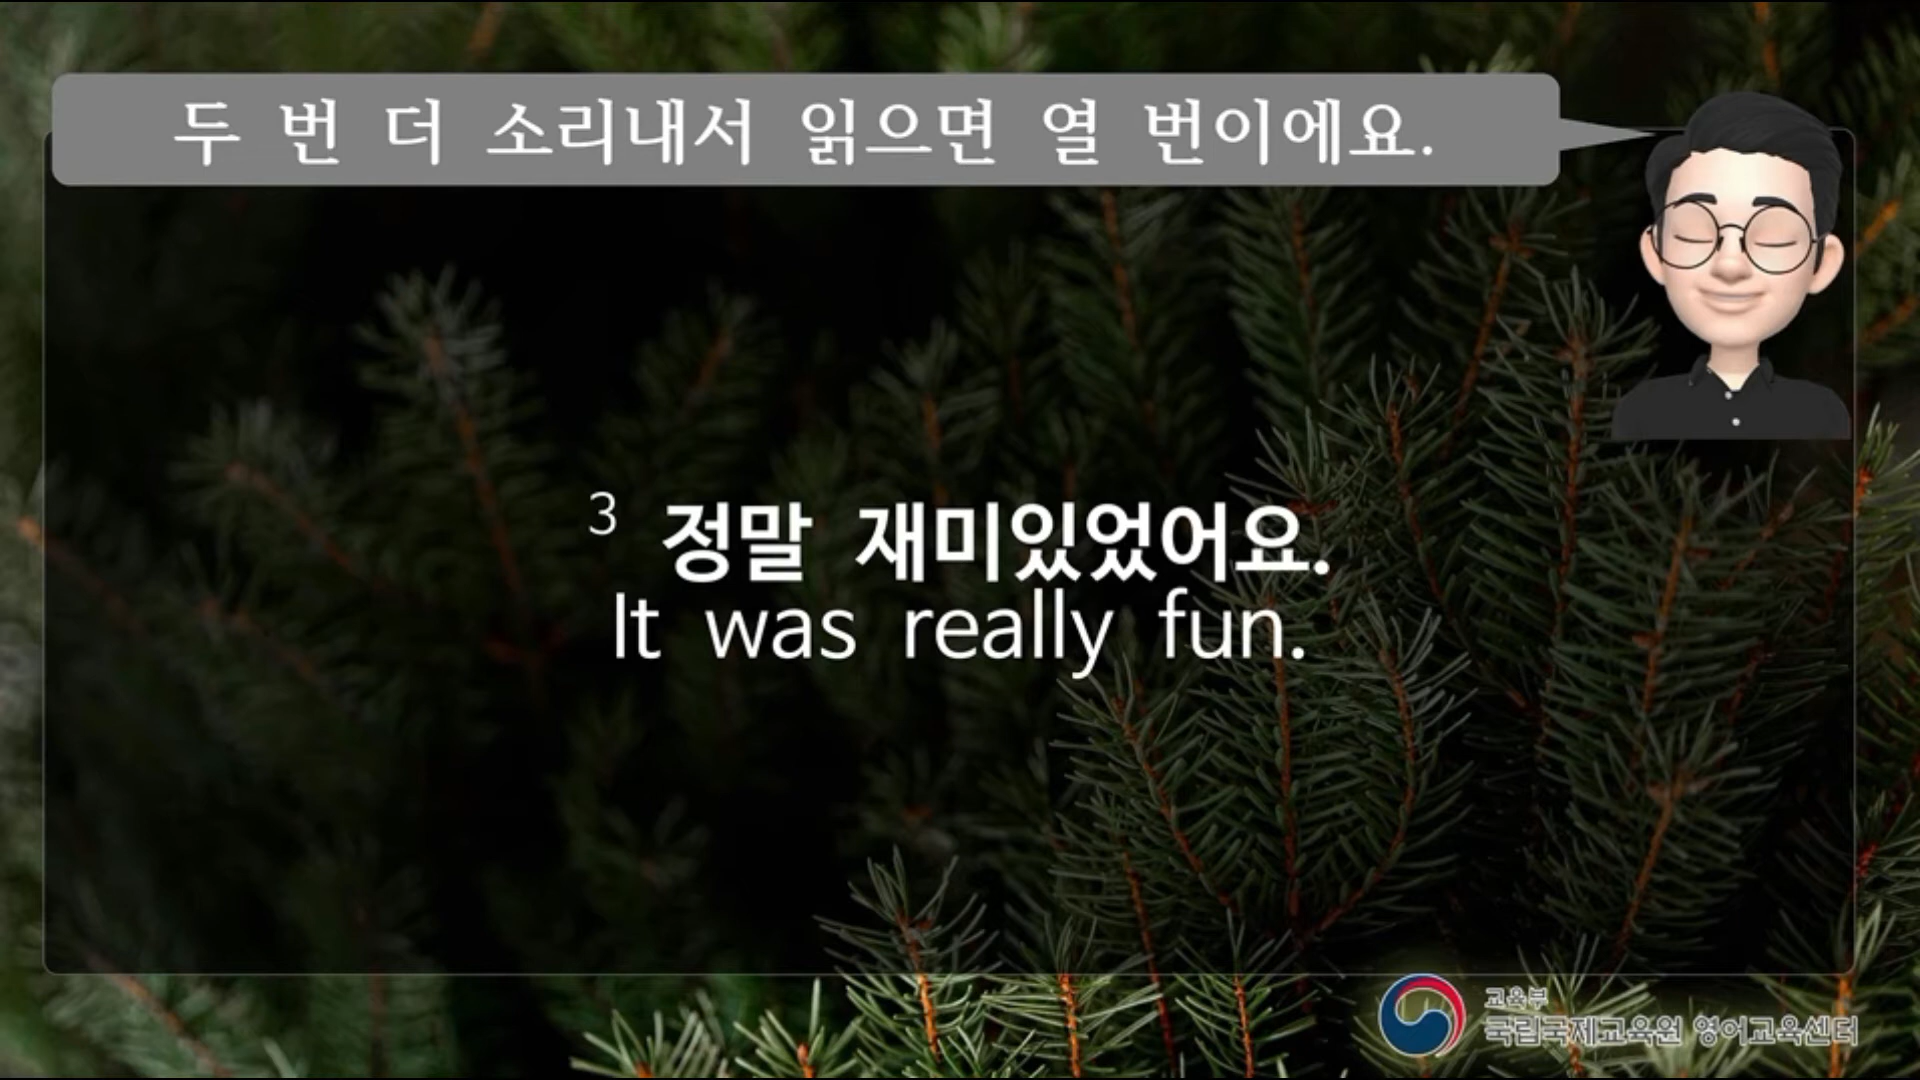 두 번 더 소리내서 읽으면 열 번이에요.
3 정말 재미있었어요.
It was really fun.
교육부
국립국제교육원 영어교육센터